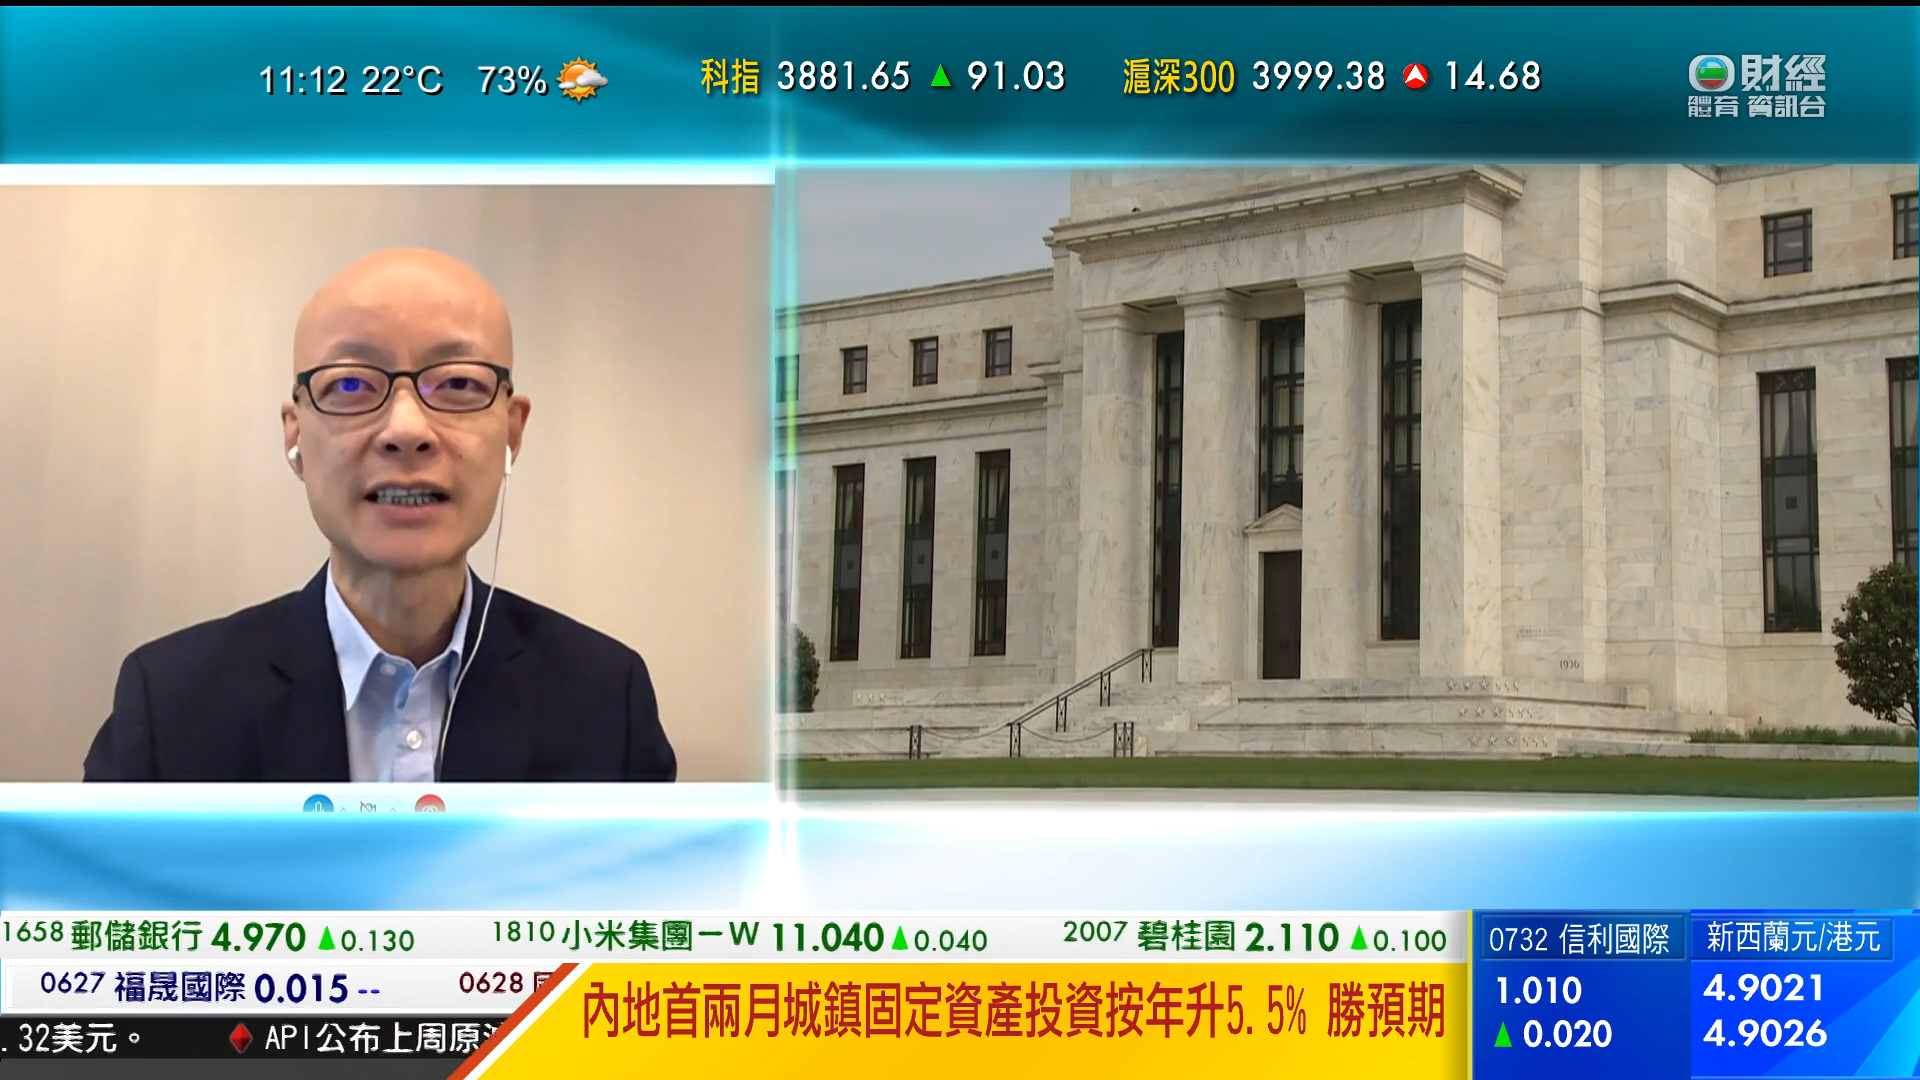 11:12 22°C 73%
科指 3881.65 ▲ 91.03
滬深300 3999.38 14.68
財經
體育 資訊台
FEDERAL RESERVE
1936
1658 郵儲銀行 4.970 ▲0.130
1810 小米集團－W 11.040 ▲0.040
2007 碧桂園 2.110 ▲0.100
0627 福晟國際 0.015 --
0628
.32美元。 ◆ API公布上周原
內地首兩月城鎮固定資產投資按年升5.5% 勝預期
0732 信利國際
1.010
▲ 0.020
新西蘭元/港元
4.9021
4.9026